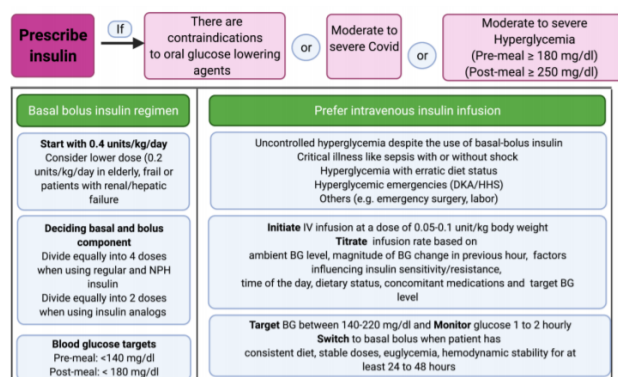 Prescribe
insulin
If
There are
contraindications
to oral glucose lowering
agents
or
Moderate to
severe Covid
or
Moderate to severe
Hyperglycemia
(Pre-meal ≥ 180 mg/dl)
(Post-meal ≥ 250 mg/dl)
Basal bolus insulin regimen
Start with 0.4 units/kg/day
Consider lower dose (0.2
units/kg/day in elderly, frail or
patients with renal/hepatic
failure
Deciding basal and bolus
component
Divide equally into 4 doses
when using regular and NPH
insulin
Divide equally into 2 doses
when using insulin analogs
Blood glucose targets
Pre-meal: <140 mg/dl
Post-meal: < 180 mg/dl
Prefer intravenous insulin infusion
Uncontrolled hyperglycemia despite the use of basal-bolus insulin
Critical illness like sepsis with or without shock
Hyperglycemia with erratic diet status
Hyperglycemic emergencies (DKA/HHS)
Others (e.g. emergency surgery, labor)
Initiate IV infusion at a dose of 0.05-0.1 unit/kg body weight
Titrate infusion rate based on
ambient BG level, magnitude of BG change in previous hour, factors
influencing insulin sensitivity/resistance,
time of the day, dietary status, concomitant medications and target BG
level
Target BG between 140-220 mg/dl and Monitor glucose 1 to 2 hourly
Switch to basal bolus when patient has
consistent diet, stable doses, euglycemia, hemodynamic stability for at
least 24 to 48 hours